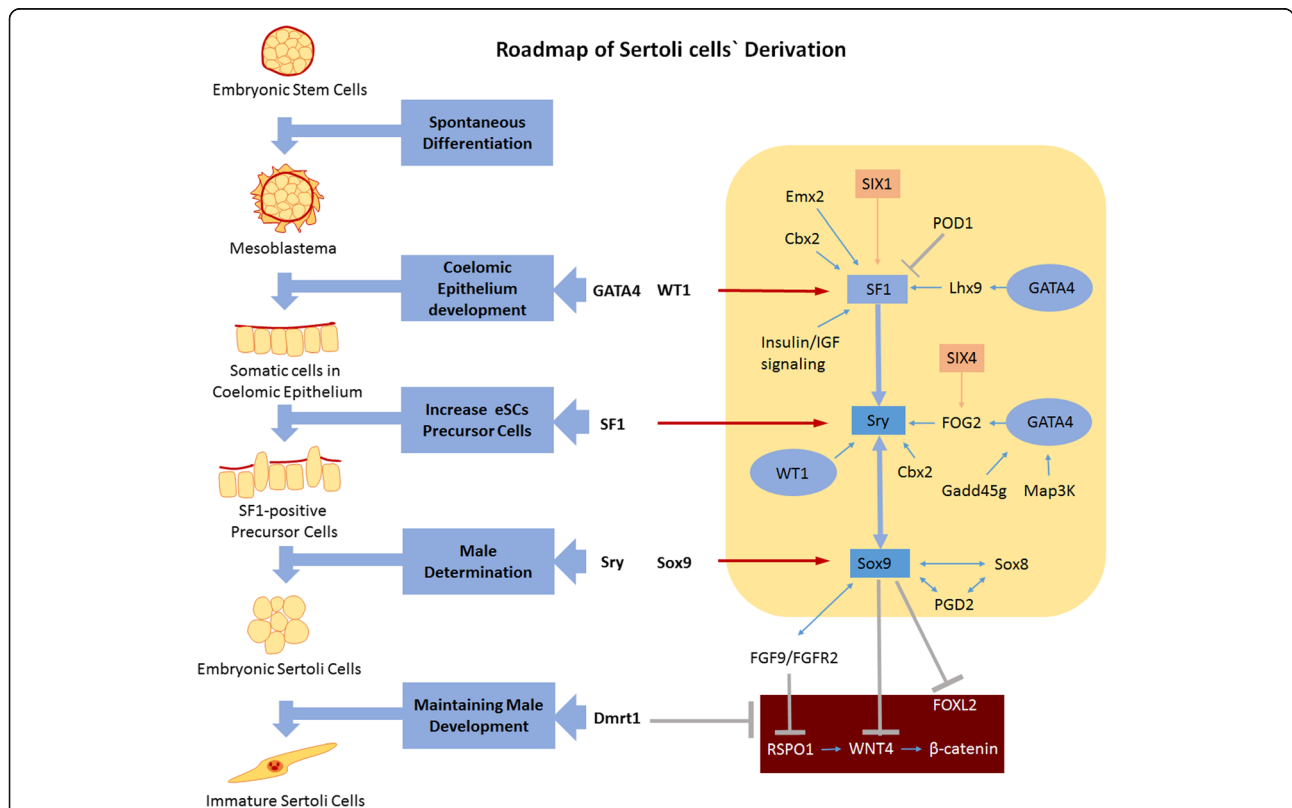 Roadmap of Sertoli cells` Derivation
Embryonic Stem Cells
Spontaneous
Differentiation
Mesoblastema
Coelomic
Epithelium
development
GATA4 WT1
Somatic cells in
Coelomic Epithelium
Increase eSCs
Precursor Cells
SF1
SF1-positive
Precursor Cells
Male
Determination
Sry Sox9
Embryonic Sertoli Cells
Maintaining Male
Development
Dmrt1
Immature Sertoli Cells
SIX1
Emx2
POD1
Cbx2
SF1
Lhx9
GATA4
Insulin/IGF
signaling
SIX4
Sry
FOG2
GATA4
WT1
Cbx2
Gadd45g
Map3K
Sox9
Sox8
PGD2
FGF9/FGFR2
FOXL2
RSPO1
WNT4
β-catenin